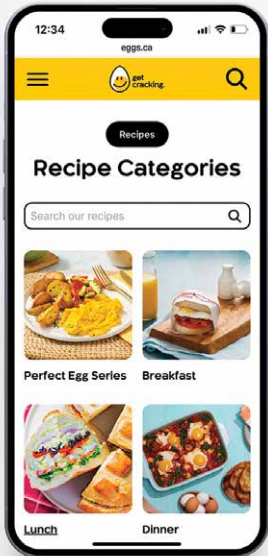 12:34
eggs.ca
get
cracking.
Recipes
Recipe Categories
Search our recipes
Perfect Egg Series
Breakfast
Lunch
Dinner